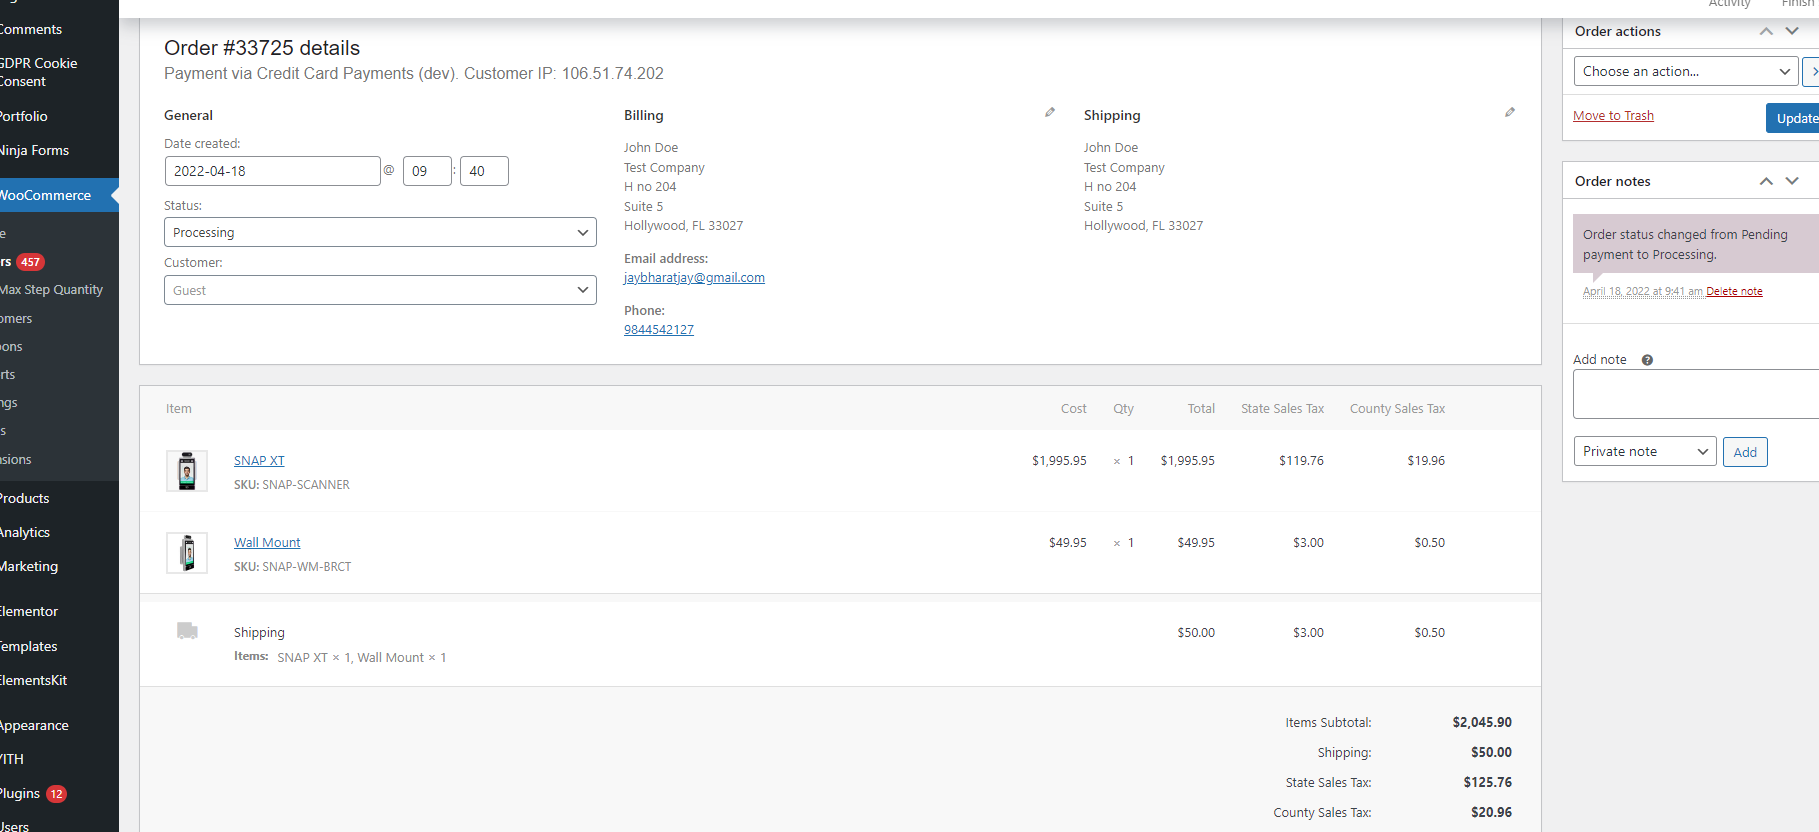 Activity
Finish
Comments
GDPR Cookie
Consent
Portfolio
Ninja Forms
WooCommerce
e
rs 457
Max Step Quantity
omers
oons
rts
ngs
s
nsions
Products
Analytics
Marketing
Elementor
Templates
ElementsKit
Appearance
YITH
Plugins 12
Users
Order #33725 details
Payment via Credit Card Payments (dev). Customer IP: 106.51.74.202
General
Date created:
2022-04-18 @ 09 : 40
Status:
Processing
Customer:
Guest
Billing
John Doe
Test Company
H no 204
Suite 5
Hollywood, FL 33027
Email address:
jaybharatjay@gmail.com
Phone:
9844542127
Shipping
John Doe
Test Company
H no 204
Suite 5
Hollywood, FL 33027
Item Cost Qty Total State Sales Tax County Sales Tax
SNAP XT $1,995.95 × 1 $1,995.95 $119.76 $19.96
SKU: SNAP-SCANNER
Wall Mount $49.95 × 1 $49.95 $3.00 $0.50
SKU: SNAP-WM-BRCT
Shipping $50.00 $3.00 $0.50
Items: SNAP XT × 1, Wall Mount × 1
Items Subtotal: $2,045.90
Shipping: $50.00
State Sales Tax: $125.76
County Sales Tax: $20.96
Order actions
Choose an action...
Move to Trash
Update
Order notes
Order status changed from Pending
payment to Processing.
April 18, 2022 at 9:41 am Delete note
Add note ?
Private note
Add